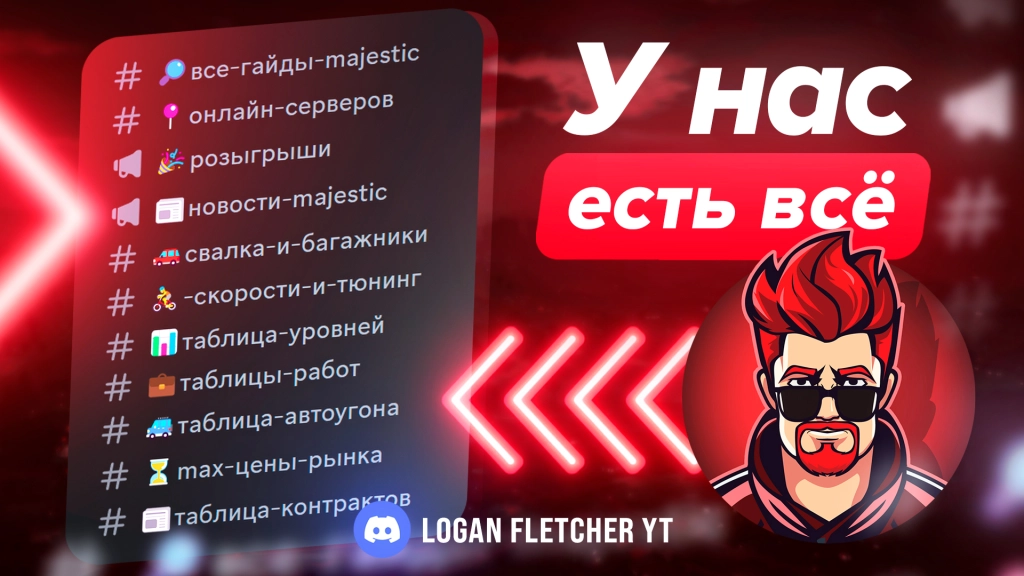 # все-гайды-majestic
# онлайн-серверов
розыгрыши
новости-majestic
# свалка-и-багажники
# -скорости-и-тюнинг
# таблица-уровней
# таблицы-работ
# таблица-автоугона
# max-цены-рынка
# таблица-контрактов
У нас
есть всё
LOGAN FLETCHER YT